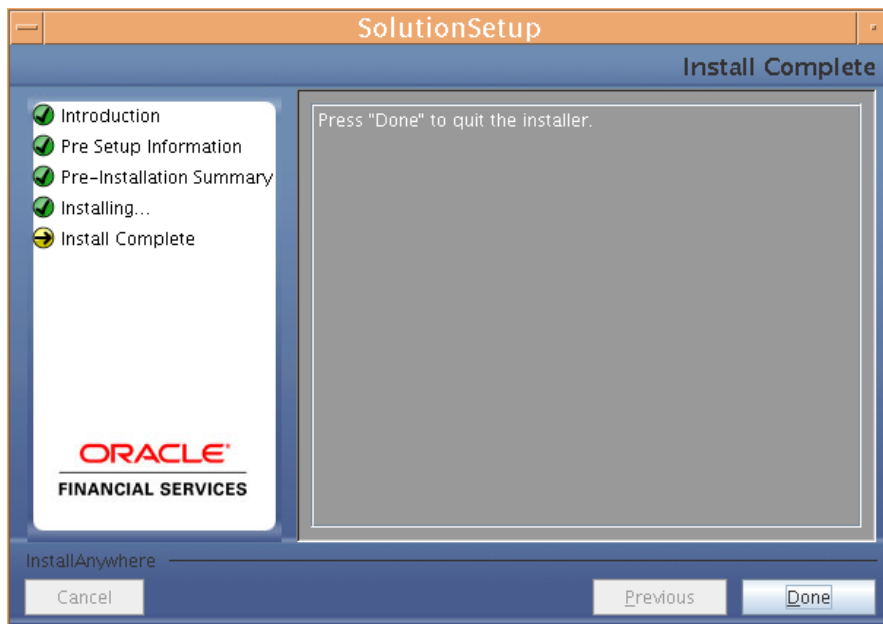 SolutionSetup
Install Complete
Introduction
Pre Setup Information
Pre-Installation Summary
Installing...
Install Complete
Press "Done" to quit the installer.
ORACLE®
FINANCIAL SERVICES
InstallAnywhere
Cancel
Previous
Done